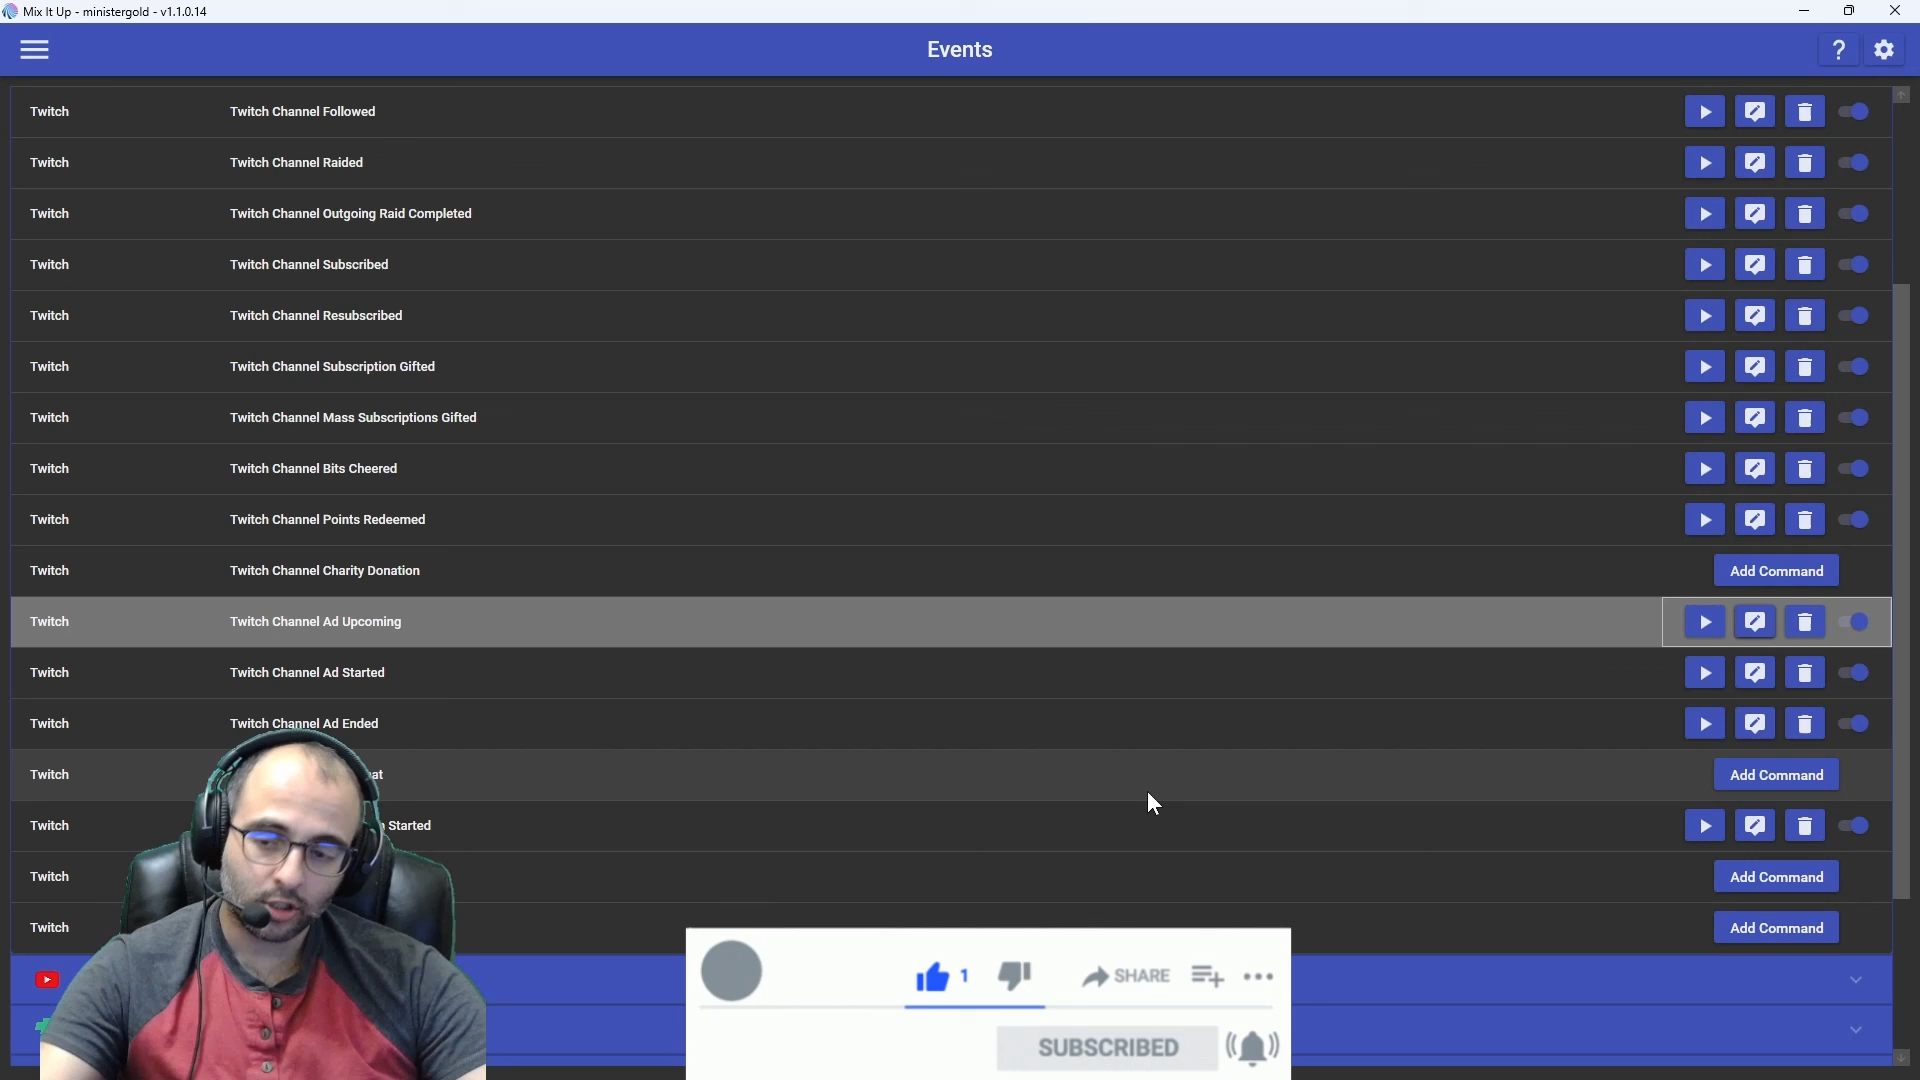 Mix It Up - ministergold - v1.1.0.14
Events
?
Twitch Twitch Channel Followed
Twitch Twitch Channel Raided
Twitch Twitch Channel Outgoing Raid Completed
Twitch Twitch Channel Subscribed
Twitch Twitch Channel Resubscribed
Twitch Twitch Channel Subscription Gifted
Twitch Twitch Channel Mass Subscriptions Gifted
Twitch Twitch Channel Bits Cheered
Twitch Twitch Channel Points Redeemed
Twitch Twitch Channel Charity Donation Add Command
Twitch Twitch Channel Ad Upcoming
Twitch Twitch Channel Ad Started
Twitch Twitch Channel Ad Ended
Twitch at Add Command
Twitch Started
Twitch Add Command
Twitch Add Command
1 SHARE
SUBSCRIBED